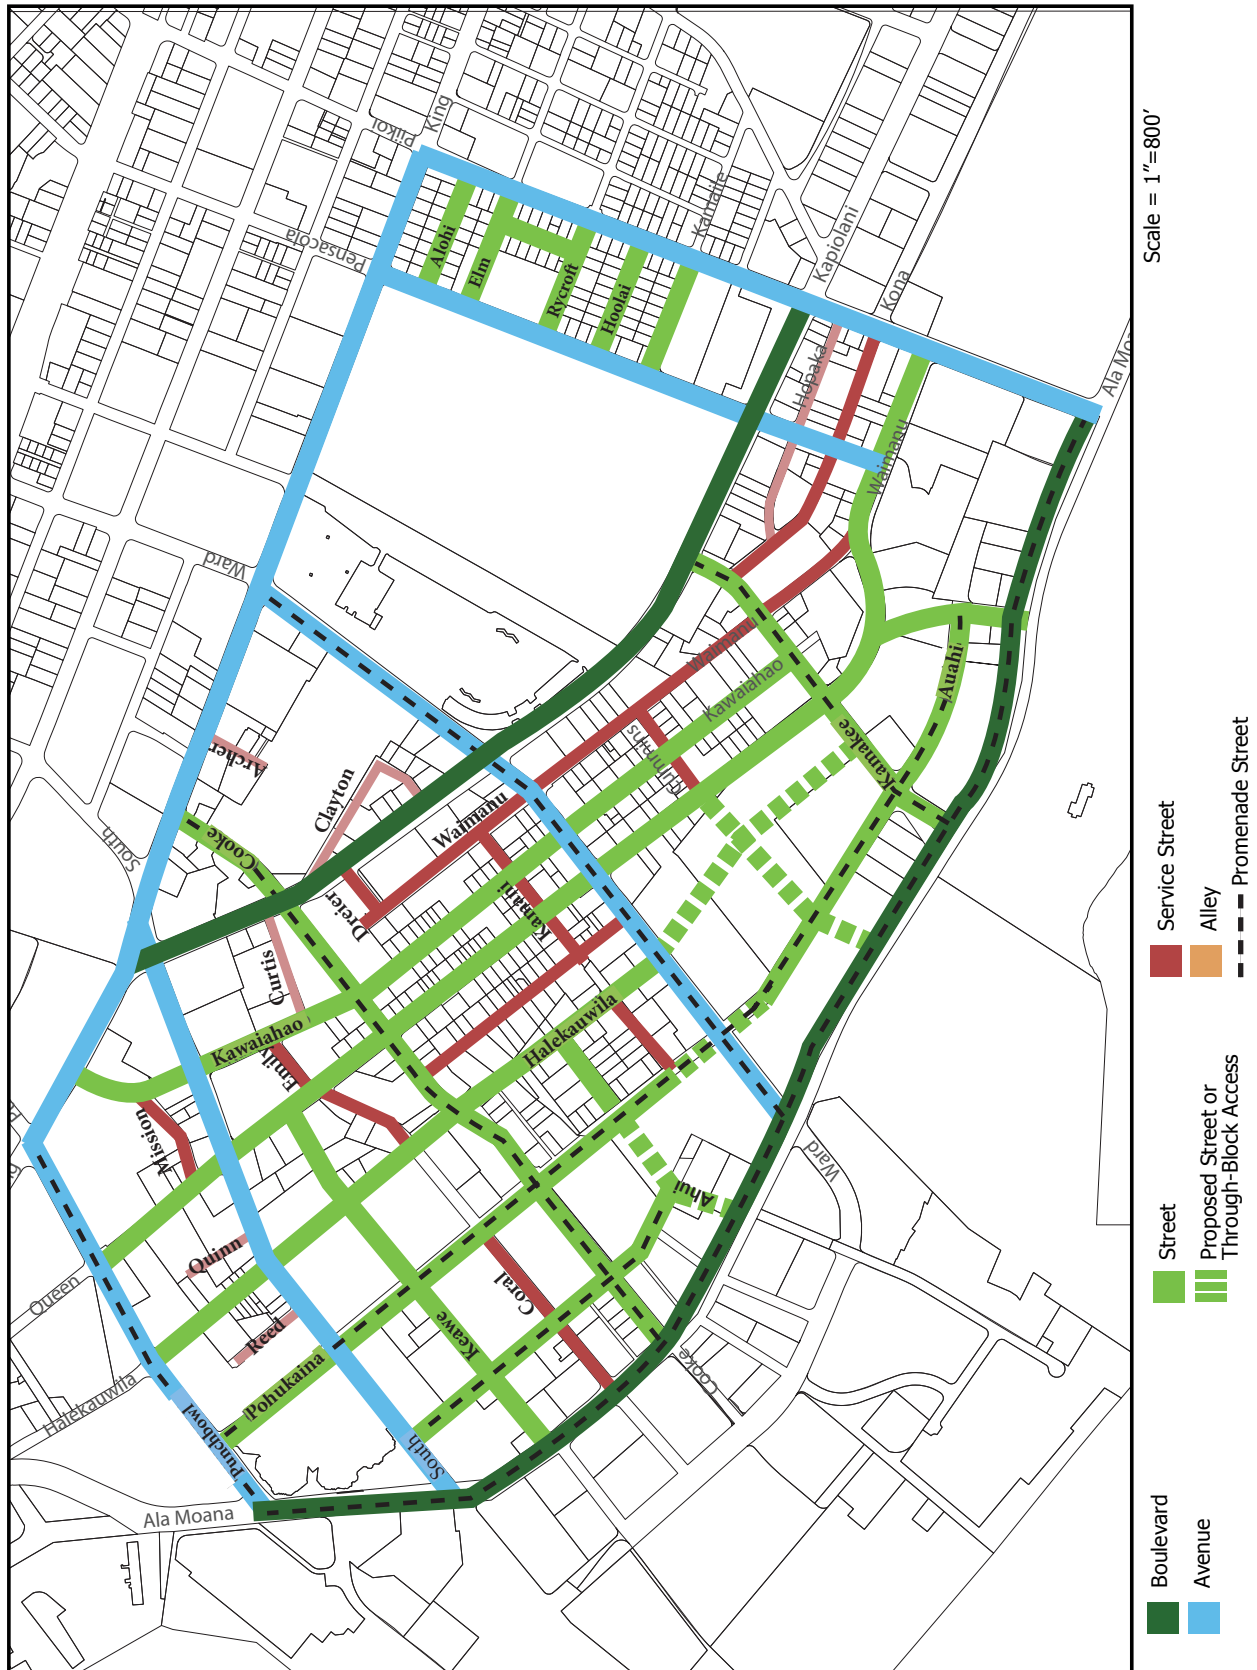 King
Piikoi
Pensacola
Alohi
Elm
Rycroft
Hoolai
Kamaile
Kapiolani
Kona
Hopaka
Waimanu
Ala Moa
Ward
Archer
South
Cooke
Clayton
Waimanu
Waimanu
Kawaiahao
Cummins
Kamakee
Auahi
Dreier
Kamani
Curtis
Kawaiahao
Emily
Halekauwila
Mission
Ahui
Ward
Queen
Quinn
Reed
Coral
Keawe
Pohukaina
Halekauwila
Punchbowl
South
Cooke
Ala Moana
Scale = 1"=800'
Boulevard
Avenue
Street
Proposed Street or
Through-Block Access
Service Street
Alley
Promenade Street